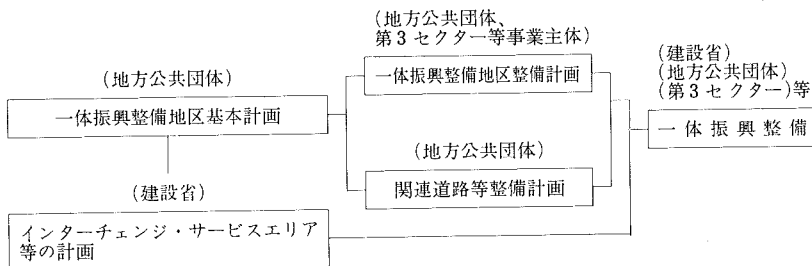 (地方公共団体、
第3セクター等事業主体)
(建設省)
(地方公共団体)
(第3セクター)等
(地方公共団体)
一体振興整備地区整備計画
一体振興整備地区基本計画
一体振興整備
(地方公共団体)
(建設省)
関連道路等整備計画
インターチェンジ・サービスエリア
等の計画